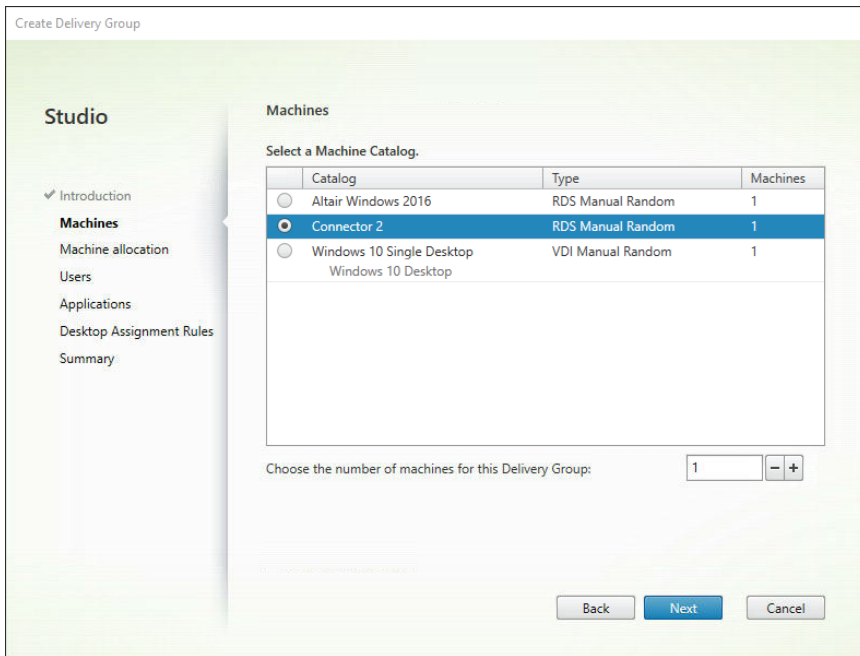 Create Delivery Group
Studio
Introduction
Machines
Machine allocation
Users
Applications
Desktop Assignment Rules
Summary
Machines
Select a Machine Catalog.
Catalog Type Machines
Altair Windows 2016 RDS Manual Random 1
Connector 2 RDS Manual Random 1
Windows 10 Single Desktop VDI Manual Random 1
Windows 10 Desktop
Choose the number of machines for this Delivery Group: 1 - +
Back Next Cancel